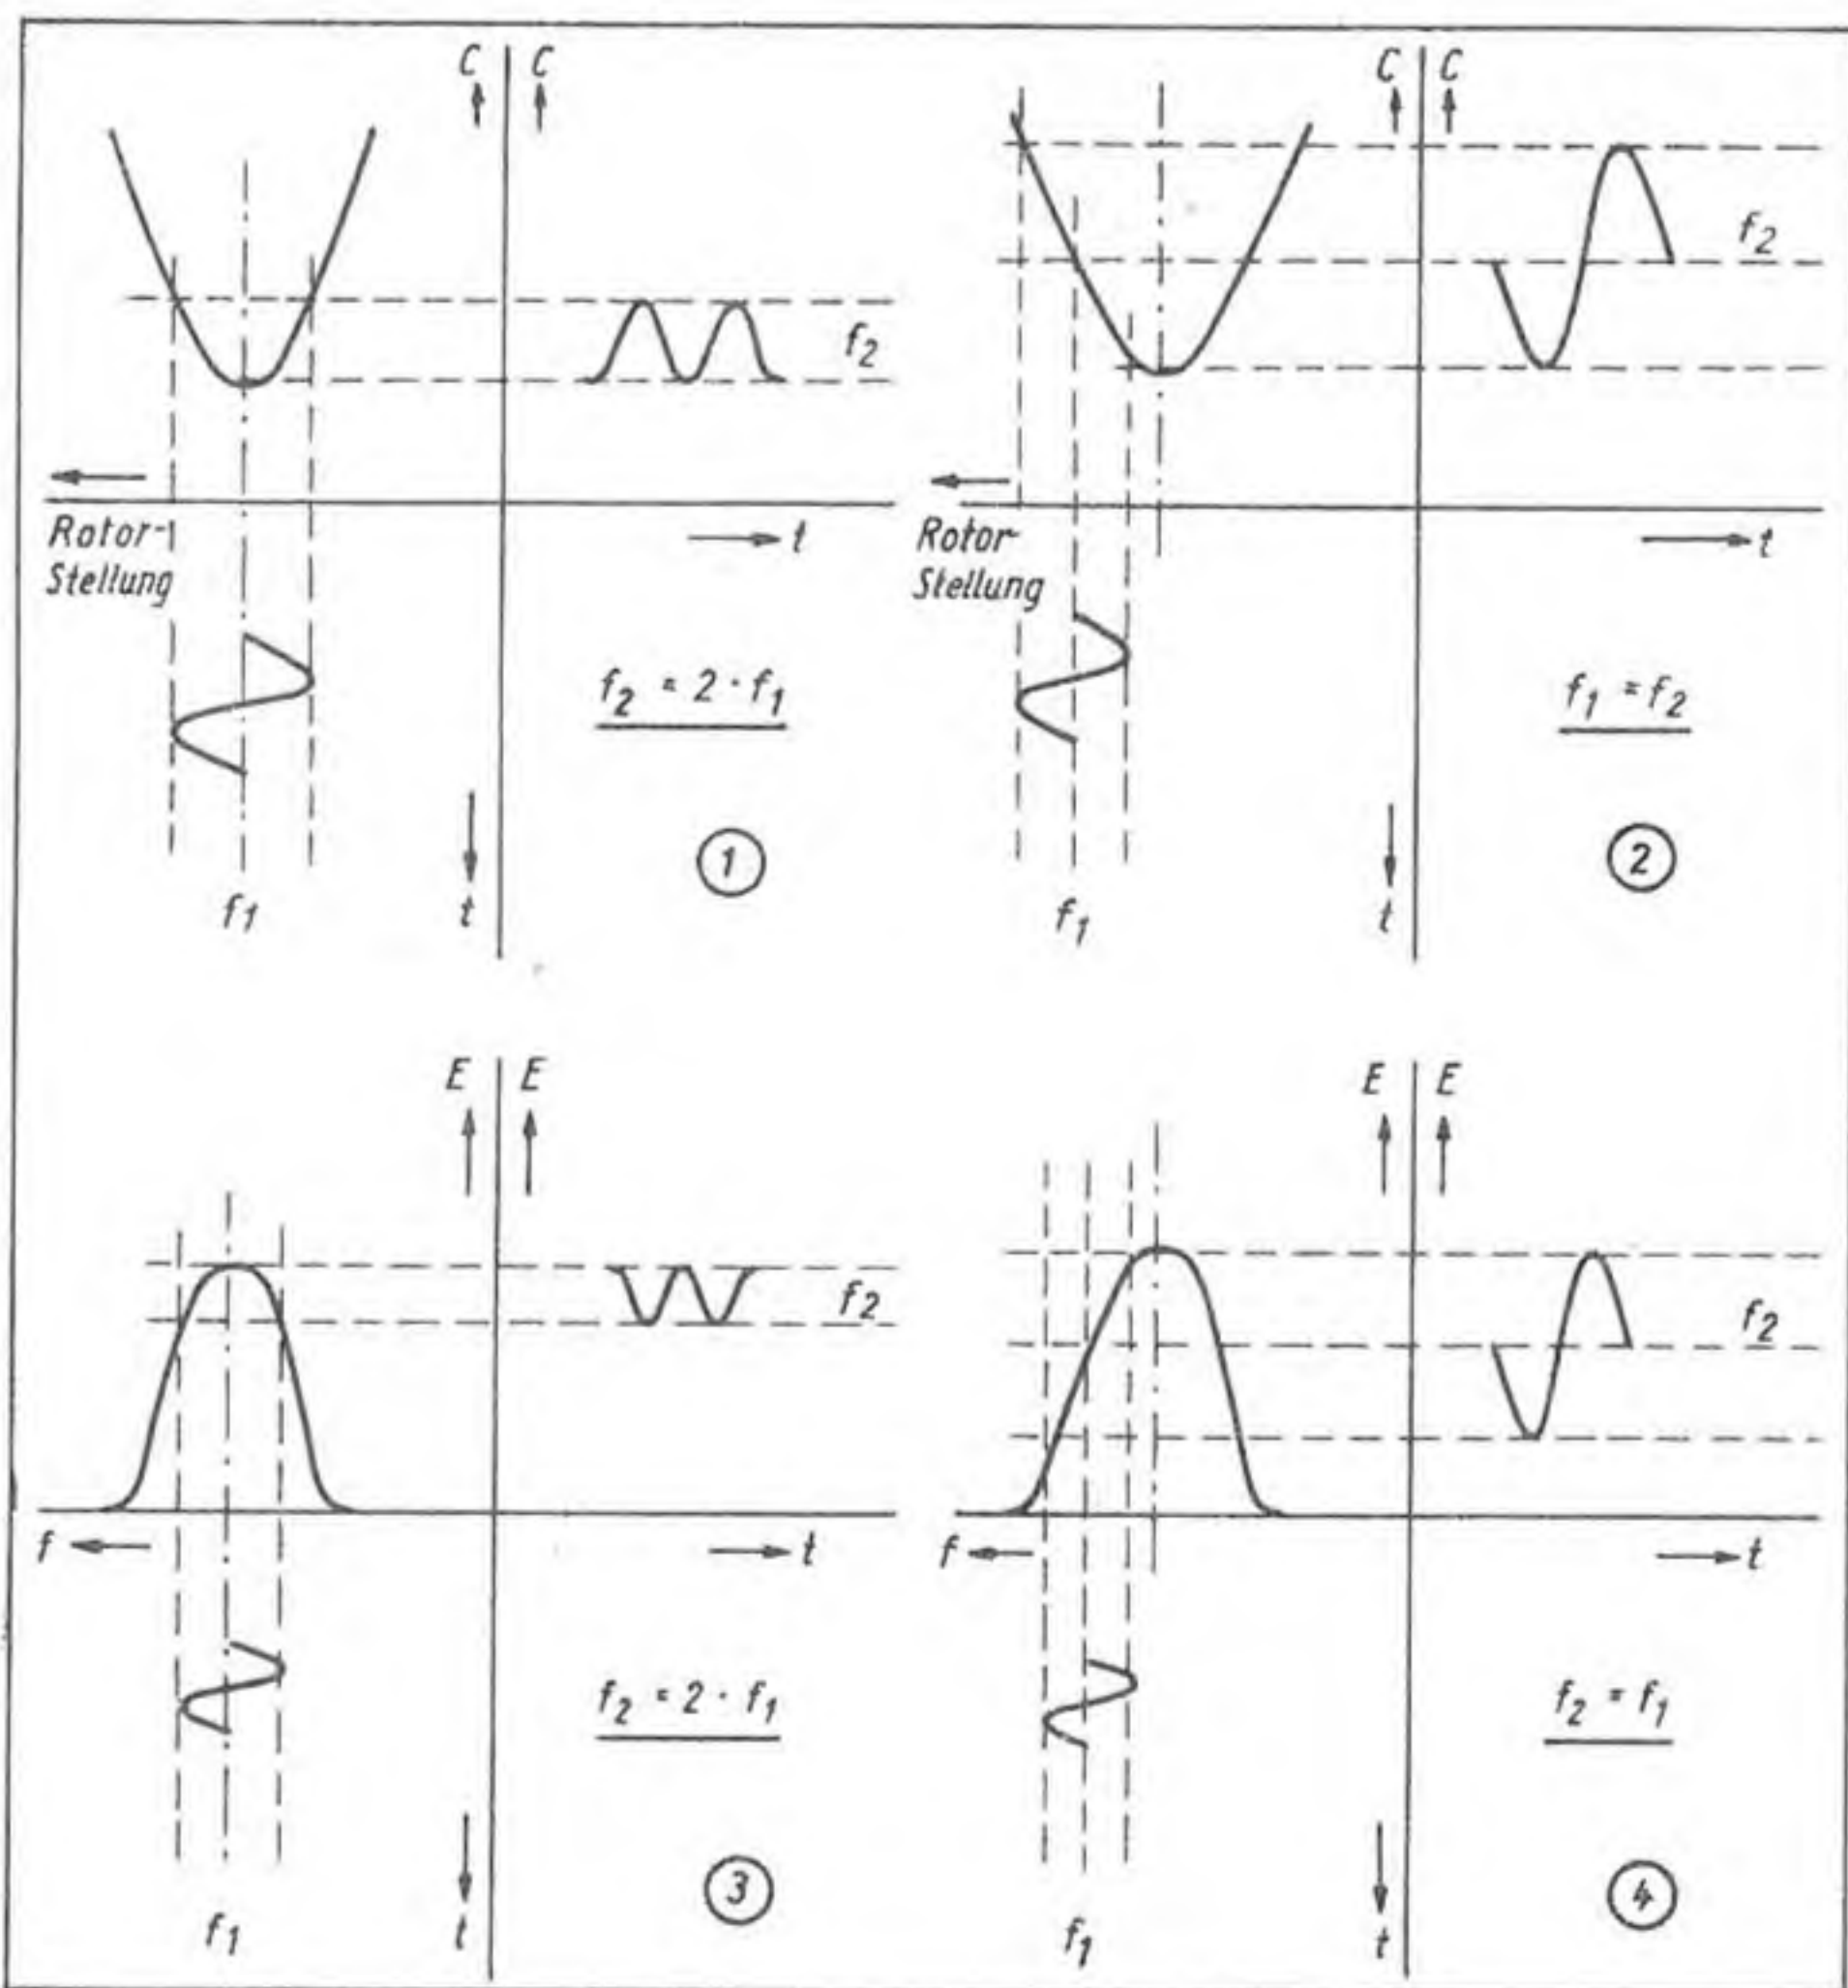 C C
f2
Rotor-
Stellung
t
f2 = 2 · f1
1
f1
t
C C
f2
Rotor-
Stellung
t
f1 = f2
2
f1
t
E E
f2
f
t
f2 = 2 · f1
3
f1
t
E E
f2
f
t
f2 = f1
4
f1
t